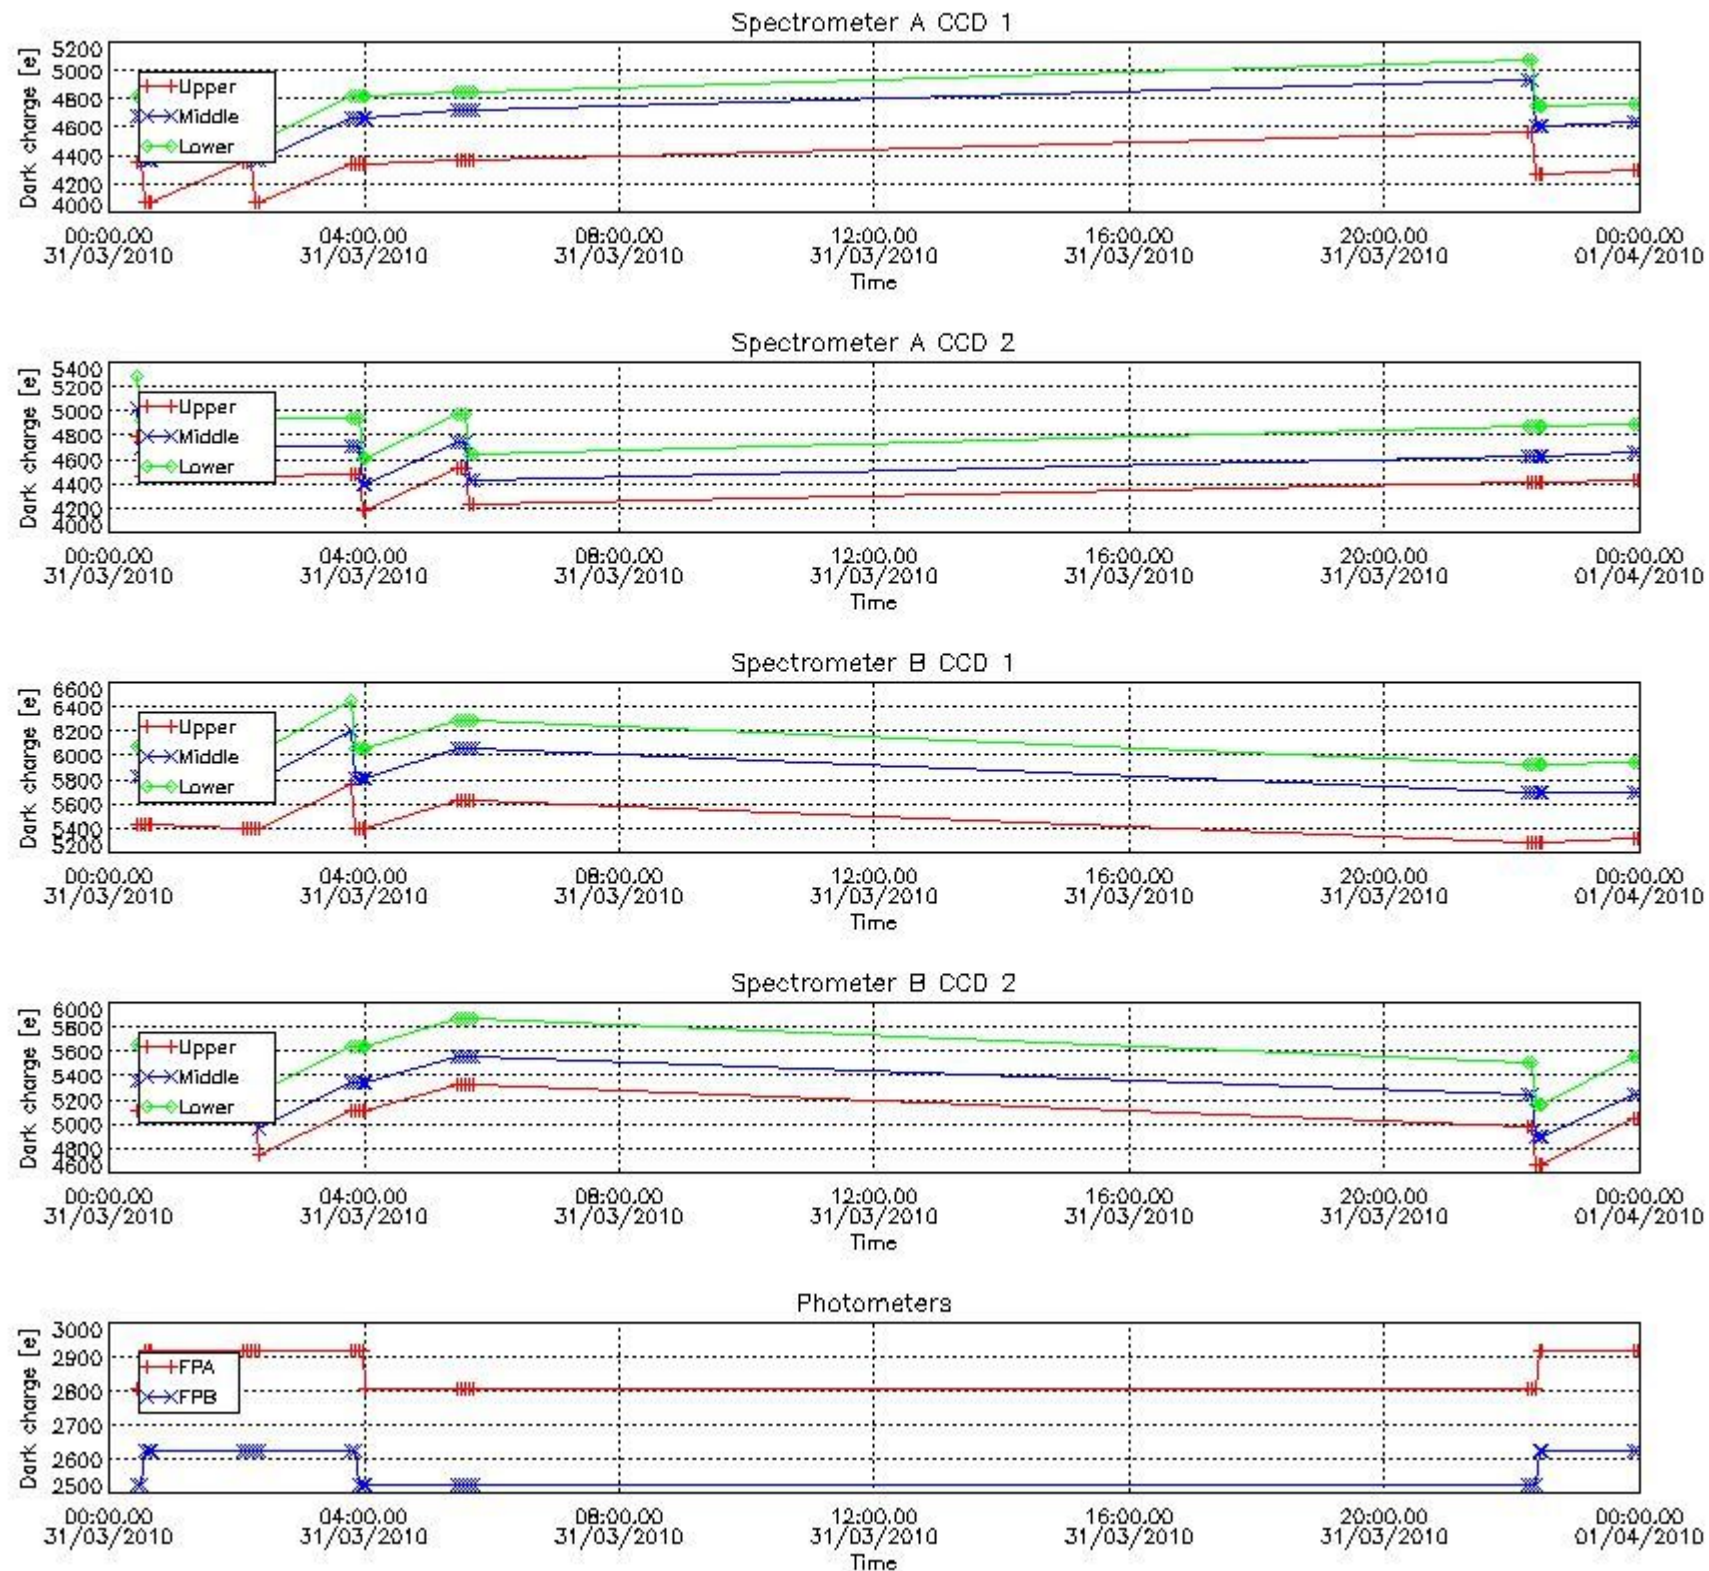 Spectrometer A CCD 1
Dark charge [e]
5200
5000
4800
4600
4400
4200
4000
Upper
Middle
Lower
00:00.00 04:00.00 08:00.00 12:00.00 16:00.00 20:00.00 00:00.00
31/03/2010 31/03/2010 31/03/2010 31/03/2010 31/03/2010 31/03/2010 01/04/2010
Time
Spectrometer A CCD 2
Dark charge [e]
5400
5200
5000
4800
4600
4400
4200
4000
Upper
Middle
Lower
00:00.00 04:00.00 08:00.00 12:00.00 16:00.00 20:00.00 00:00.00
31/03/2010 31/03/2010 31/03/2010 31/03/2010 31/03/2010 31/03/2010 01/04/2010
Time
Spectrometer B CCD 1
Dark charge [e]
6600
6400
6200
6000
5800
5600
5400
5200
Upper
Middle
Lower
00:00.00 04:00.00 08:00.00 12:00.00 16:00.00 20:00.00 00:00.00
31/03/2010 31/03/2010 31/03/2010 31/03/2010 31/03/2010 31/03/2010 01/04/2010
Time
Spectrometer B CCD 2
Dark charge [e]
6000
5800
5600
5400
5200
5000
4800
4600
Upper
Middle
Lower
00:00.00 04:00.00 08:00.00 12:00.00 16:00.00 20:00.00 00:00.00
31/03/2010 31/03/2010 31/03/2010 31/03/2010 31/03/2010 31/03/2010 01/04/2010
Time
Photometers
Dark charge [e]
3000
2900
2800
2700
2600
2500
FPA
FPB
00:00.00 04:00.00 08:00.00 12:00.00 16:00.00 20:00.00 00:00.00
31/03/2010 31/03/2010 31/03/2010 31/03/2010 31/03/2010 31/03/2010 01/04/2010
Time